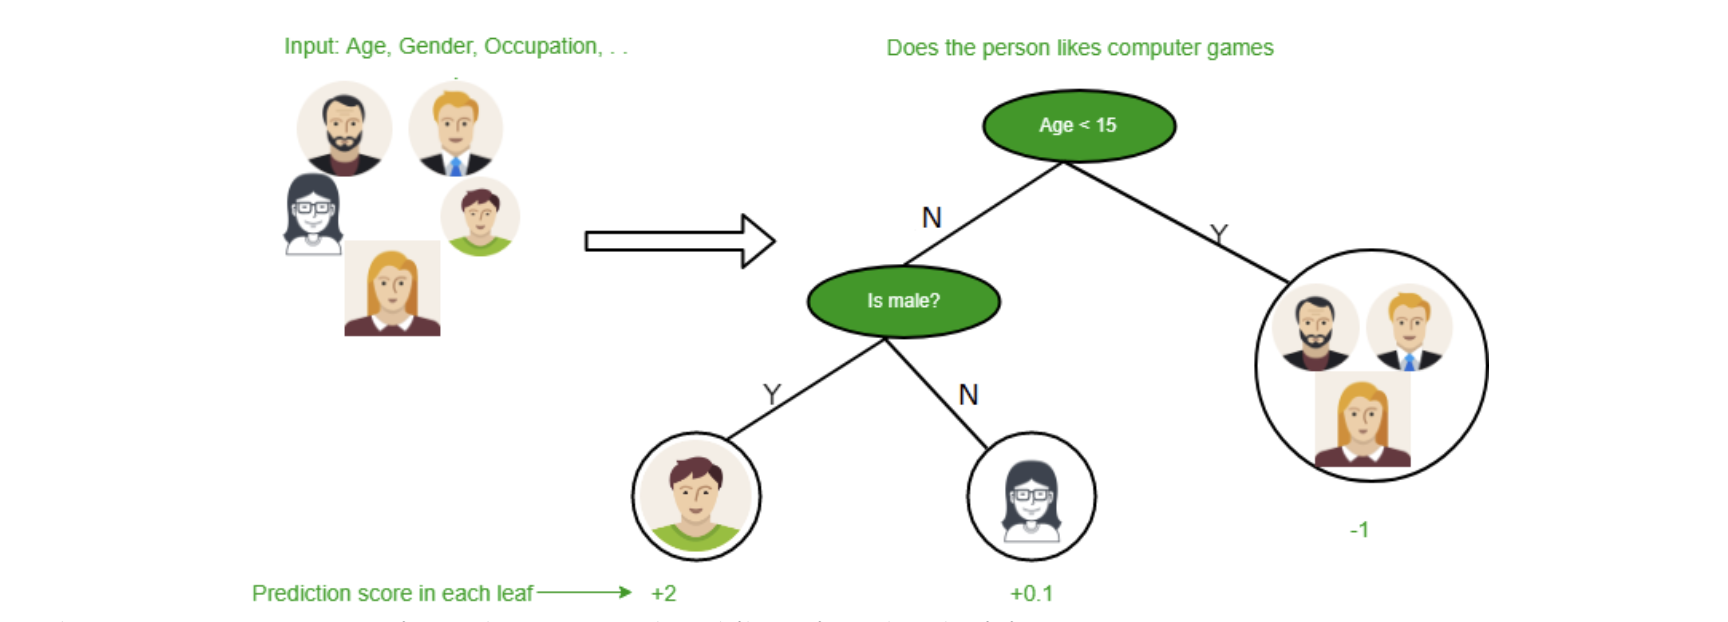 Input: Age, Gender, Occupation, . .
.
Does the person likes computer games
Age < 15
N
Y
Is male?
Y
N
-1
Prediction score in each leaf
+2
+0.1